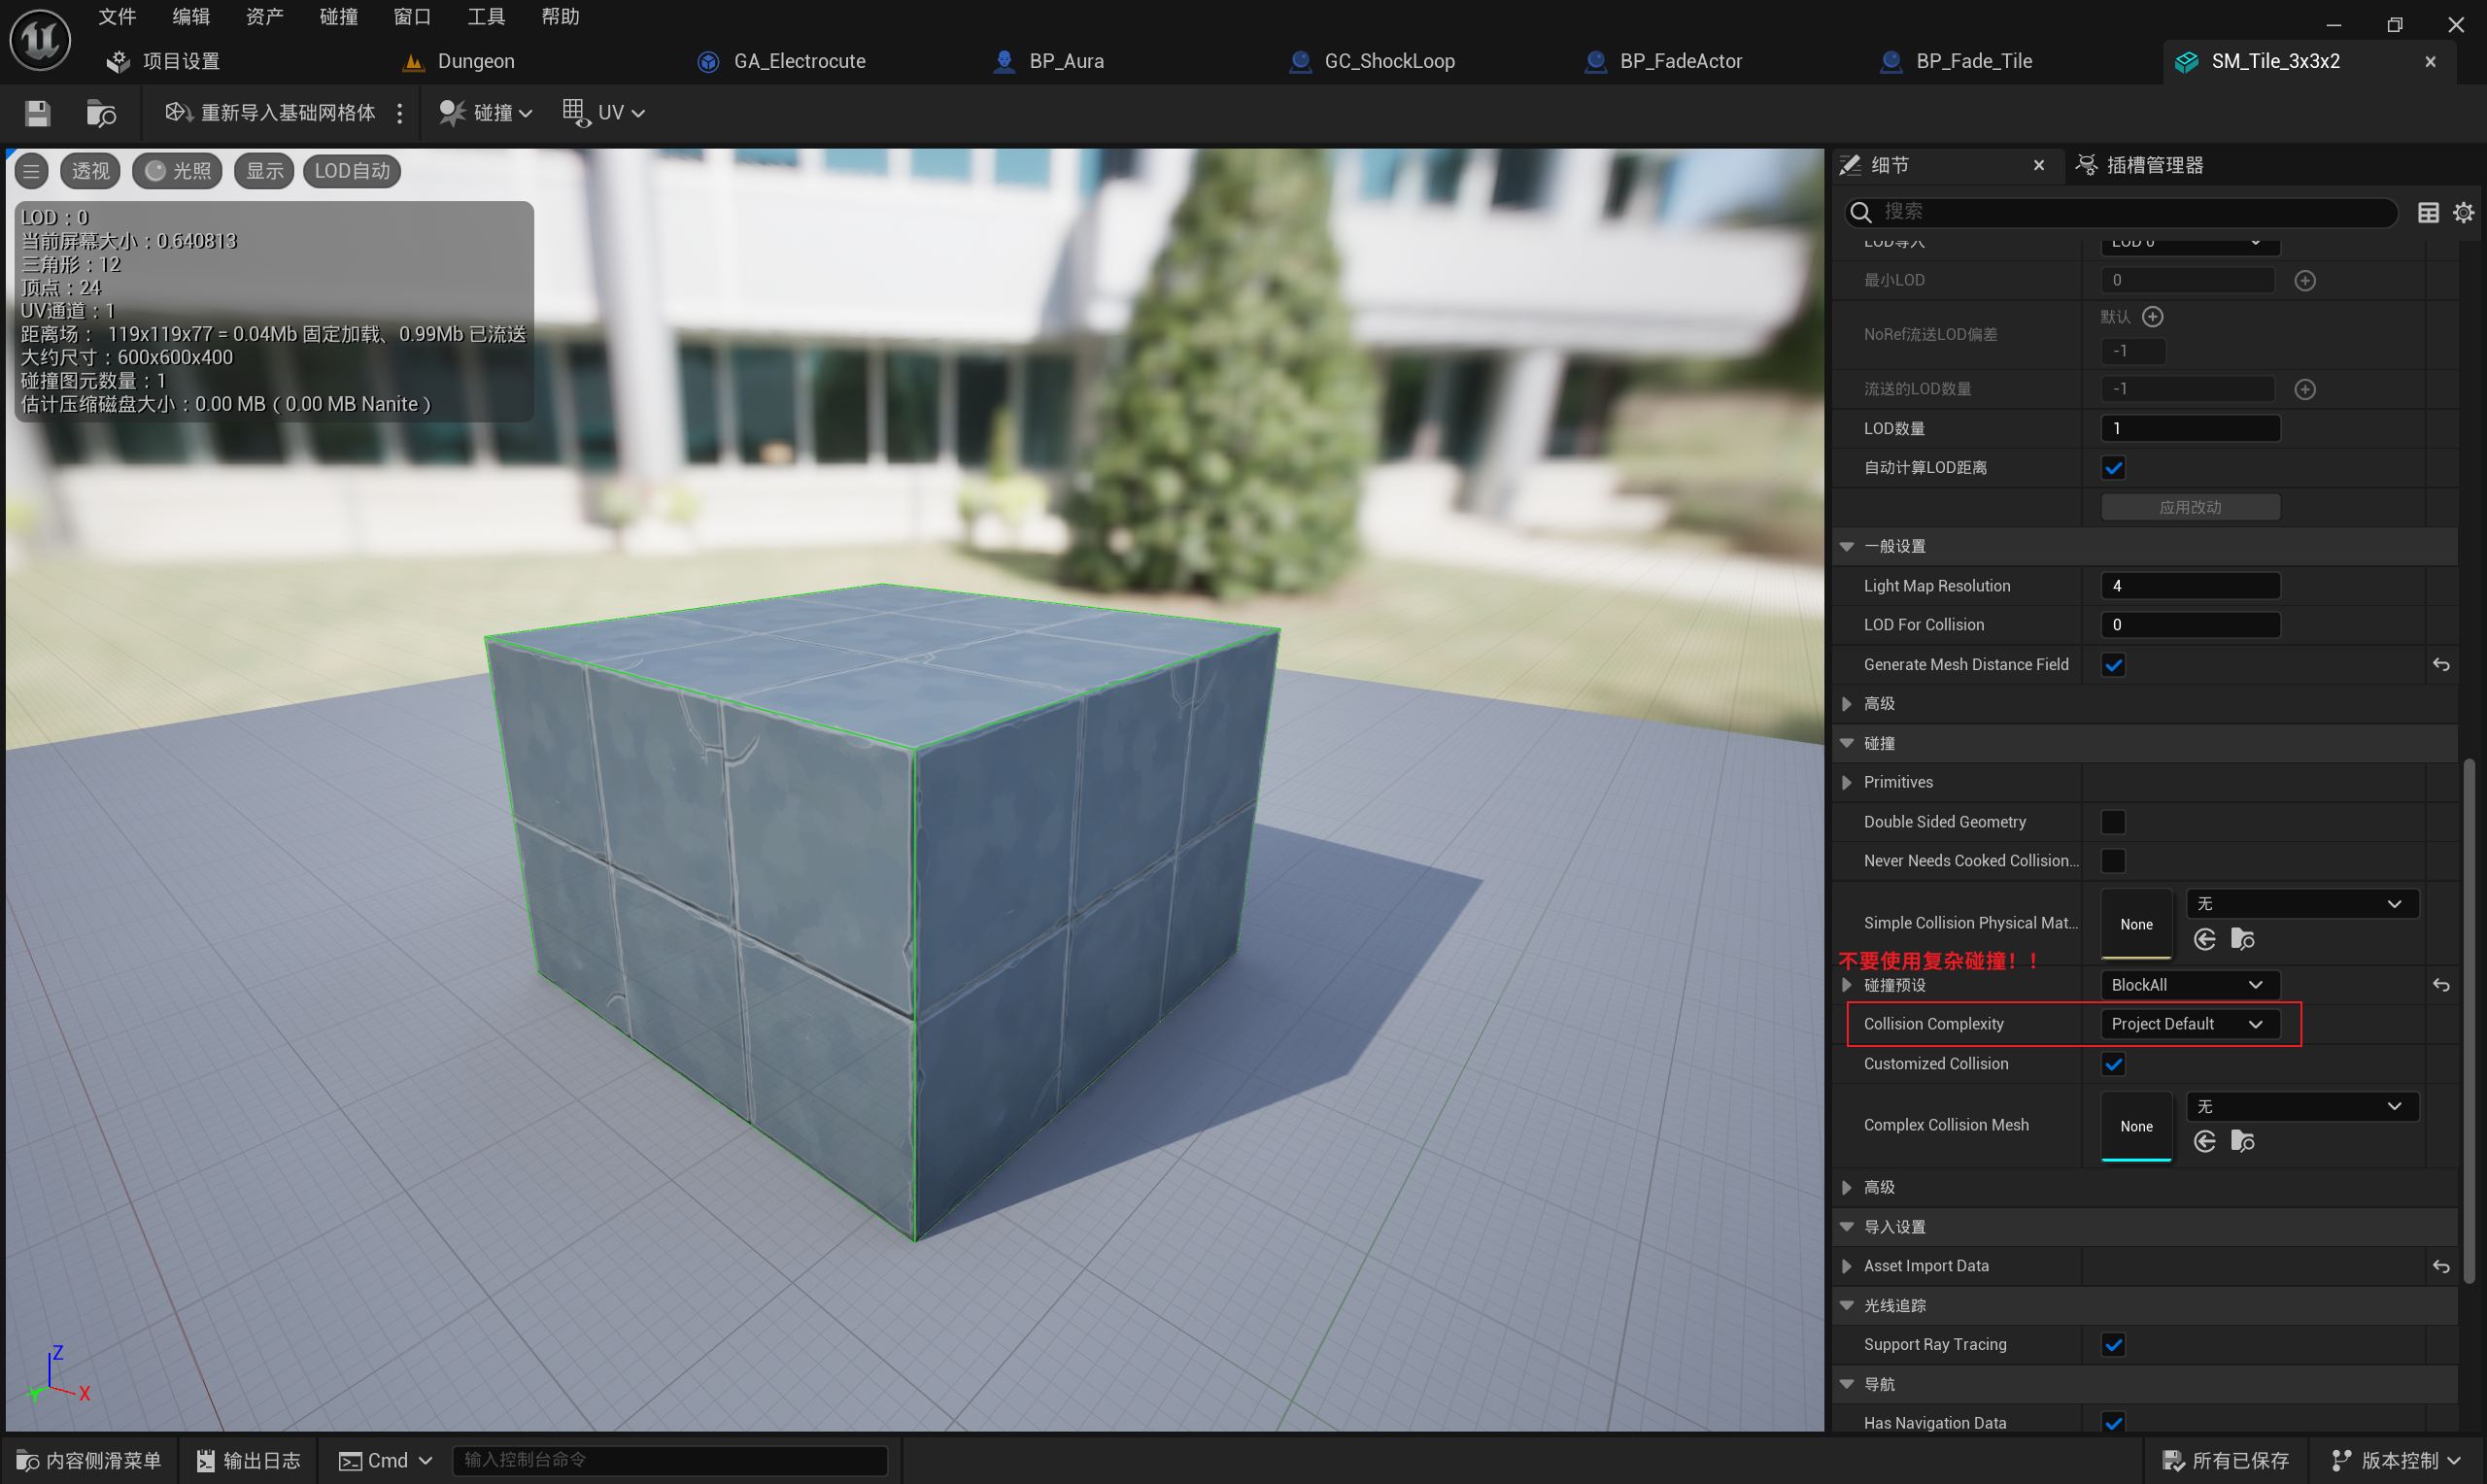 文件 编辑 资产 碰撞 窗口 工具 帮助
项目设置 Dungeon GA_Electrocute BP_Aura GC_ShockLoop BP_FadeActor BP_Fade_Tile SM_Tile_3x3x2
重新导入基础网格体 碰撞 UV
透视 光照 显示 LOD自动
LOD：0
当前屏幕大小：0.640813
三角形：12
顶点：24
UV通道：1
距离场： 119x119x77 = 0.04Mb 固定加载、0.99Mb 已流送
大约尺寸：600x600x400
碰撞图元数量：1
估计压缩磁盘大小：0.00 MB（0.00 MB Nanite）
Z
X
细节 插槽管理器
搜索
LOD导入 LOD 0
最小LOD 0
默认
NoRef流送LOD偏差
-1
流送的LOD数量 -1
LOD数量 1
自动计算LOD距离
应用改动
一般设置
Light Map Resolution 4
LOD For Collision 0
Generate Mesh Distance Field
高级
碰撞
Primitives
Double Sided Geometry
Never Needs Cooked Collision...
无
Simple Collision Physical Mat... None
不要使用复杂碰撞！！
碰撞预设 BlockAll
Collision Complexity Project Default
Customized Collision
无
Complex Collision Mesh None
高级
导入设置
Asset Import Data
光线追踪
Support Ray Tracing
导航
Has Navigation Data
内容侧滑菜单 输出日志 Cmd 输入控制台命令 所有已保存 版本控制